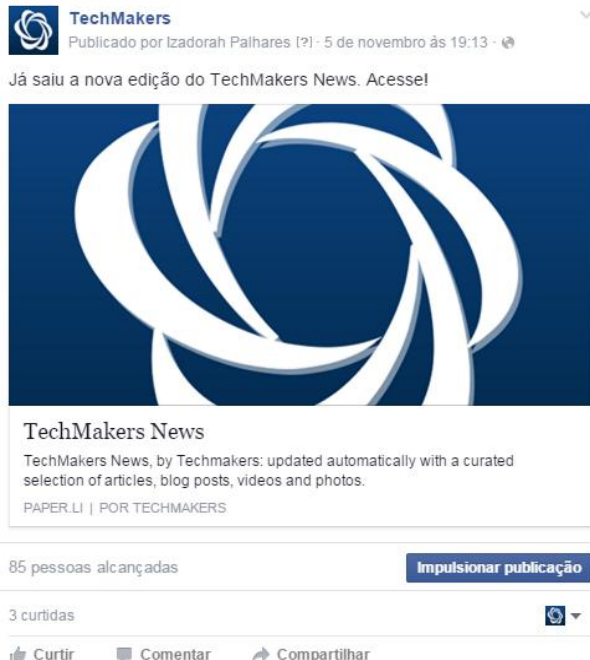 TechMakers
Publicado por Izadorah Palhares [?] · 5 de novembro às 19:13 ·
Já saiu a nova edição do TechMakers News. Acesse!
TechMakers News
TechMakers News, by Techmakers: updated automatically with a curated
selection of articles, blog posts, videos and photos.
PAPER.LI | POR TECHMAKERS
85 pessoas alcançadas
Impulsionar publicação
3 curtidas
Curtir Comentar Compartilhar